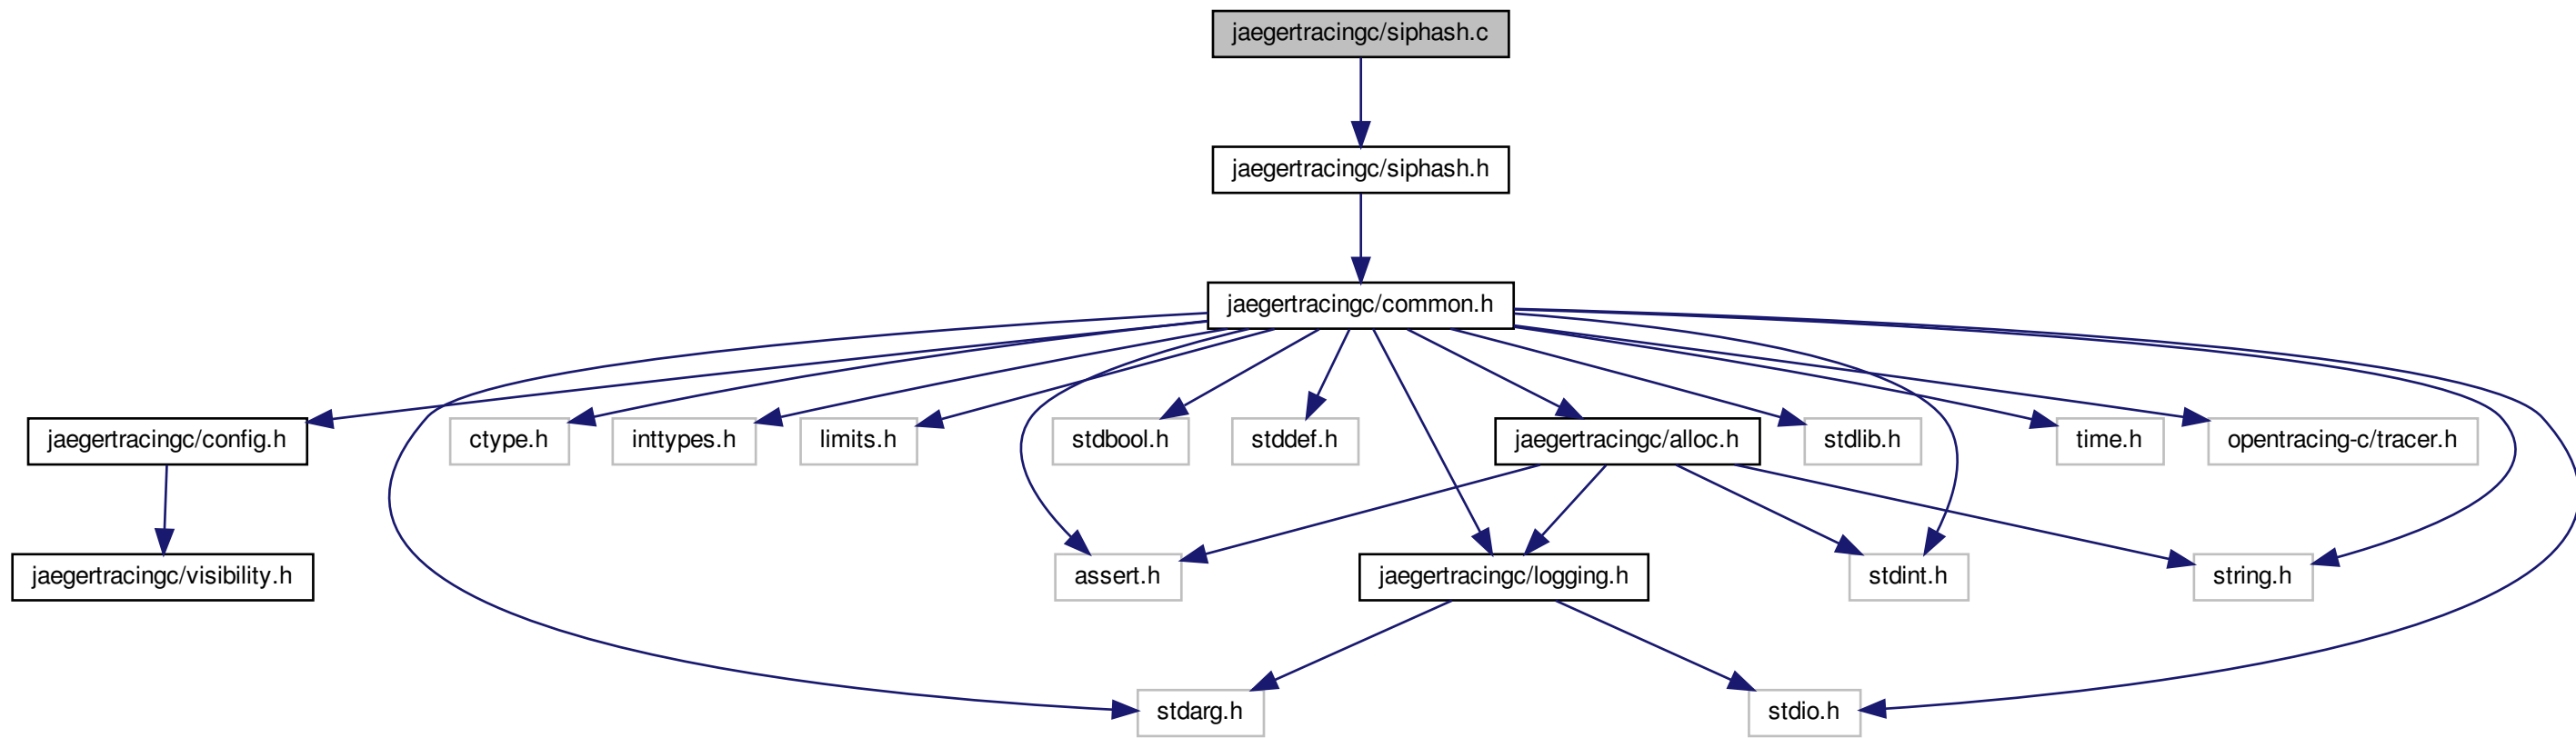 jaegertracingc/siphash.c
jaegertracingc/siphash.h
jaegertracingc/common.h
jaegertracingc/config.h
ctype.h
inttypes.h
limits.h
stdbool.h
stddef.h
jaegertracingc/alloc.h
stdlib.h
time.h
opentracing-c/tracer.h
jaegertracingc/visibility.h
assert.h
jaegertracingc/logging.h
stdint.h
string.h
stdarg.h
stdio.h